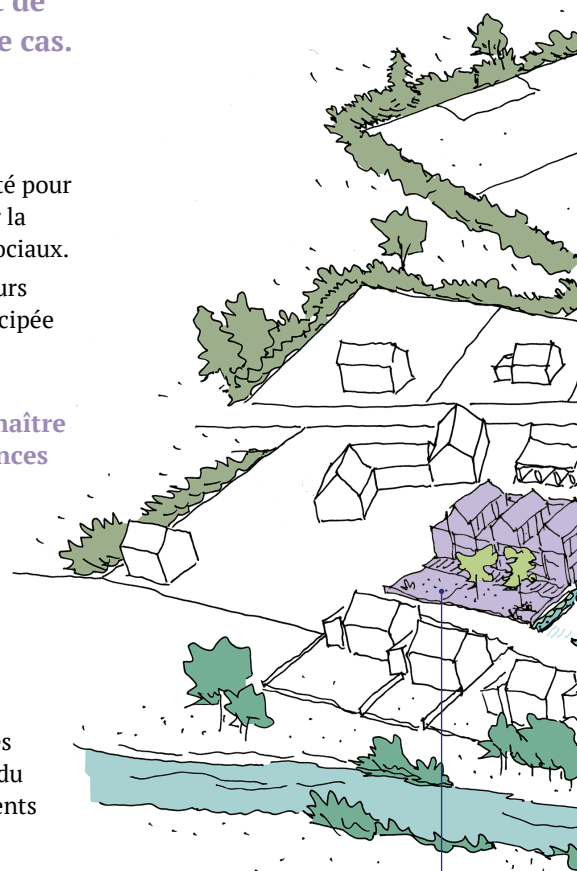 t de
e cas.
té pour
r la
ociaux.
urs
cipée
naître
nces
es
du
ents